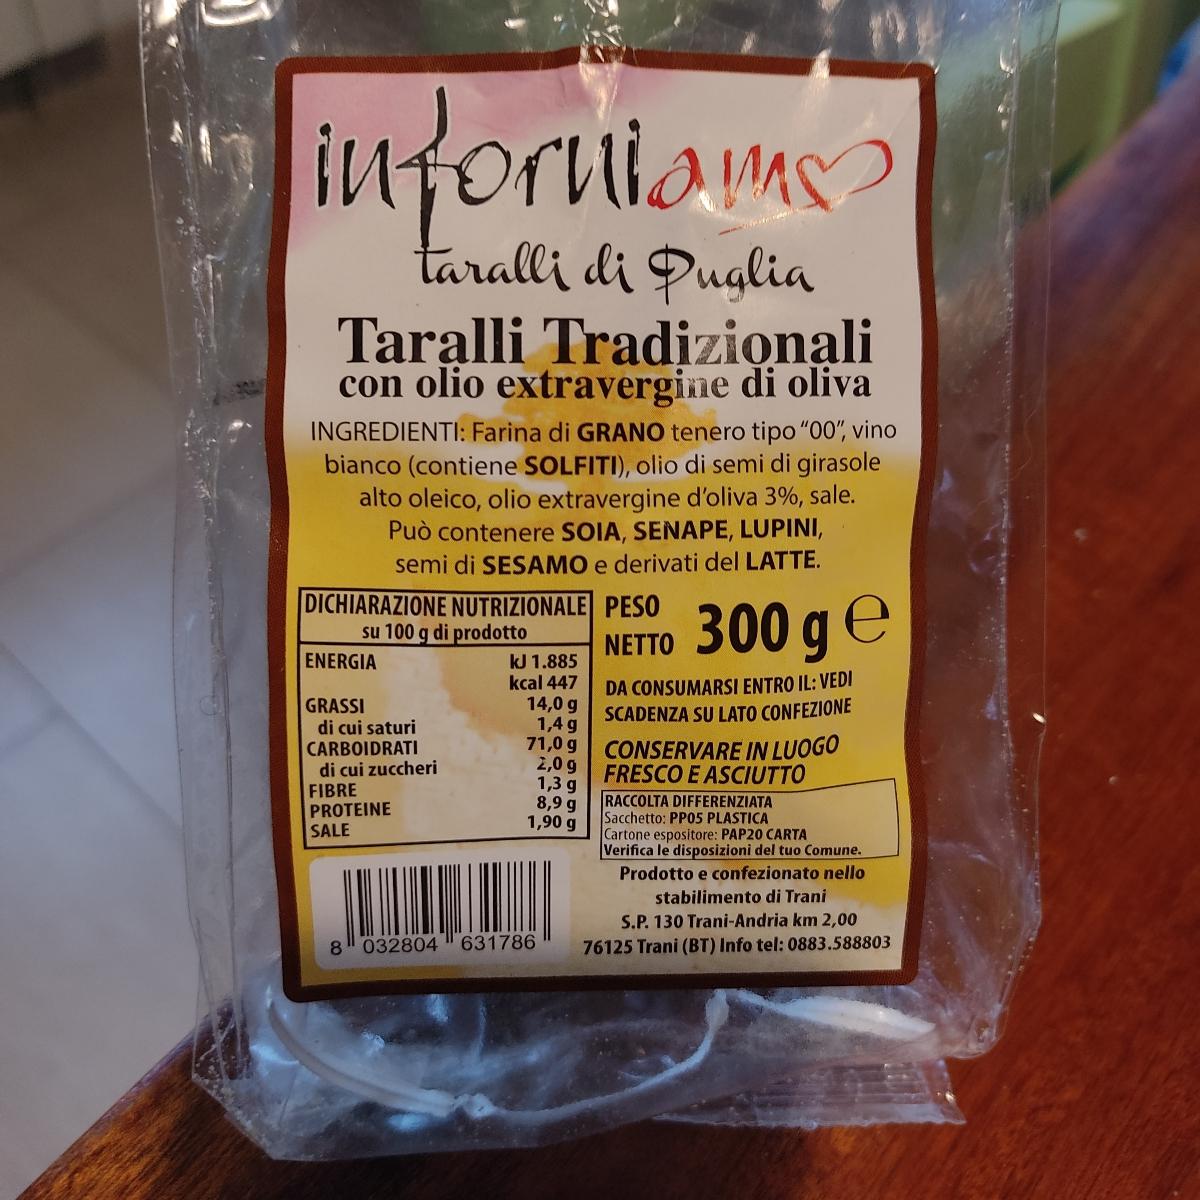 inforniamo
taralli di Puglia
Taralli Tradizionali
con olio extravergine di oliva
INGREDIENTI: Farina di GRANO tenero tipo "00", vino
bianco (contiene SOLFITI), olio di semi di girasole
alto oleico, olio extravergine d'oliva 3%, sale.
Può contenere SOIA, SENAPE, LUPINI,
semi di SESAMO e derivati del LATTE.
DICHIARAZIONE NUTRIZIONALE
su 100 g di prodotto
ENERGIA kJ 1.885
kcal 447
GRASSI 14,0 g
di cui saturi 1,4 g
CARBOIDRATI 71,0 g
di cui zuccheri 2,0 g
FIBRE 1,3 g
PROTEINE 8,9 g
SALE 1,90 g
PESO
NETTO 300 g e
DA CONSUMARSI ENTRO IL: VEDI
SCADENZA SU LATO CONFEZIONE
CONSERVARE IN LUOGO
FRESCO E ASCIUTTO
RACCOLTA DIFFERENZIATA
Sacchetto: PP05 PLASTICA
Cartone espositore: PAP20 CARTA
Verifica le disposizioni del tuo Comune.
Prodotto e confezionato nello
stabilimento di Trani
S.P. 130 Trani-Andria km 2,00
76125 Trani (BT) Info tel: 0883.588803
8 032804 631786